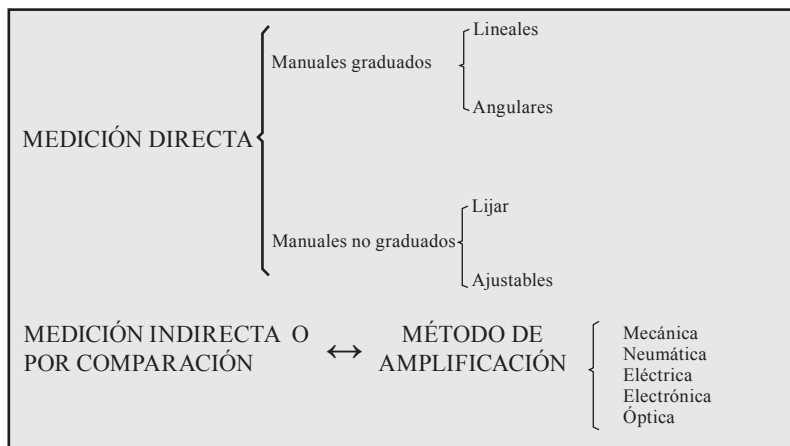 MEDICIÓN DIRECTA
Manuales graduados
Lineales
Angulares
Manuales no graduados
Lijar
Ajustables
MEDICIÓN INDIRECTA O
POR COMPARACIÓN
↔
MÉTODO DE
AMPLIFICACIÓN
Mecánica
Neumática
Eléctrica
Electrónica
Óptica